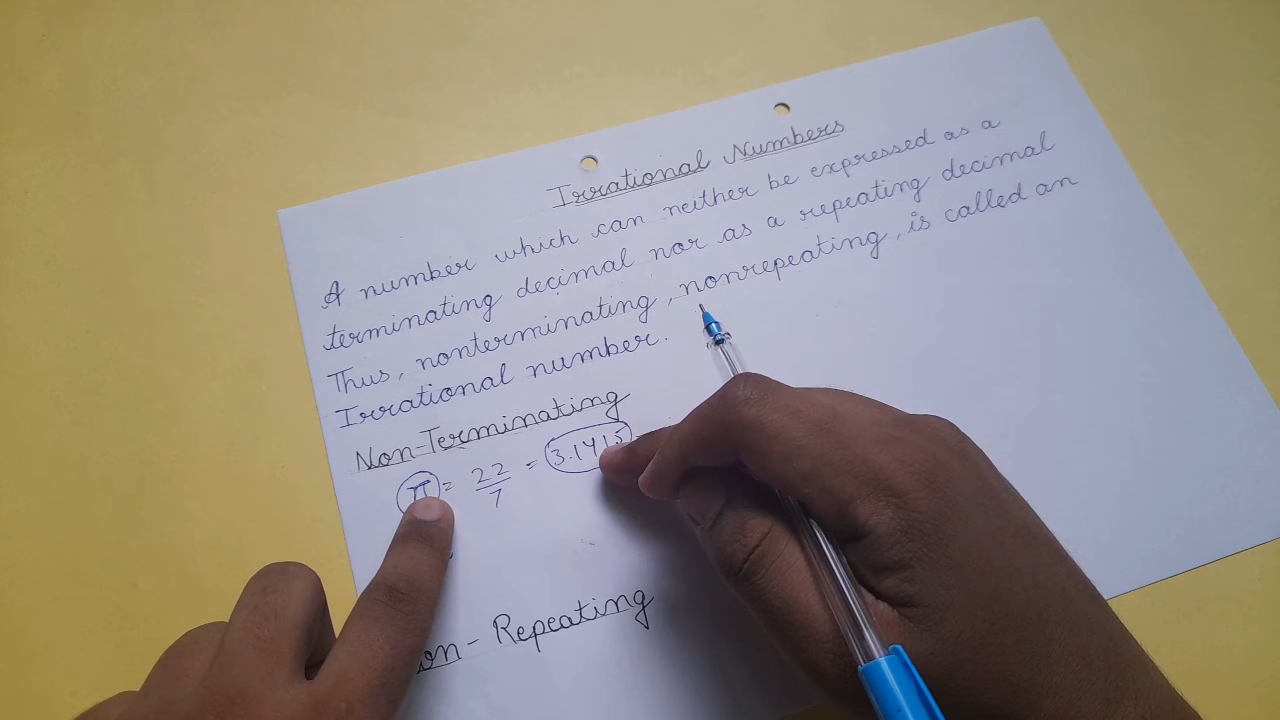 Irrational Numbers
A number which can neither be expressed as a
terminating decimal nor as a repeating decimal
Thus, nonterminating, nonrepeating, is called an
Irrational number.
Non-Terminating
π = 22/7 = 3.1415
- Repeating